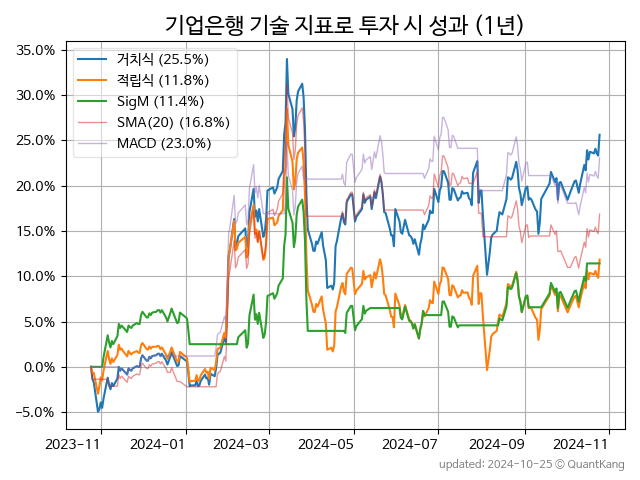 기업은행 기술 지표로 투자 시 성과 (1년)
거치식 (25.5%)
적립식 (11.8%)
SigM (11.4%)
SMA(20) (16.8%)
MACD (23.0%)
35.0%
30.0%
25.0%
20.0%
15.0%
10.0%
5.0%
0.0%
−5.0%
2023-11 2024-01 2024-03 2024-05 2024-07 2024-09 2024-11
updated: 2024-10-25 ⓒ QuantKang